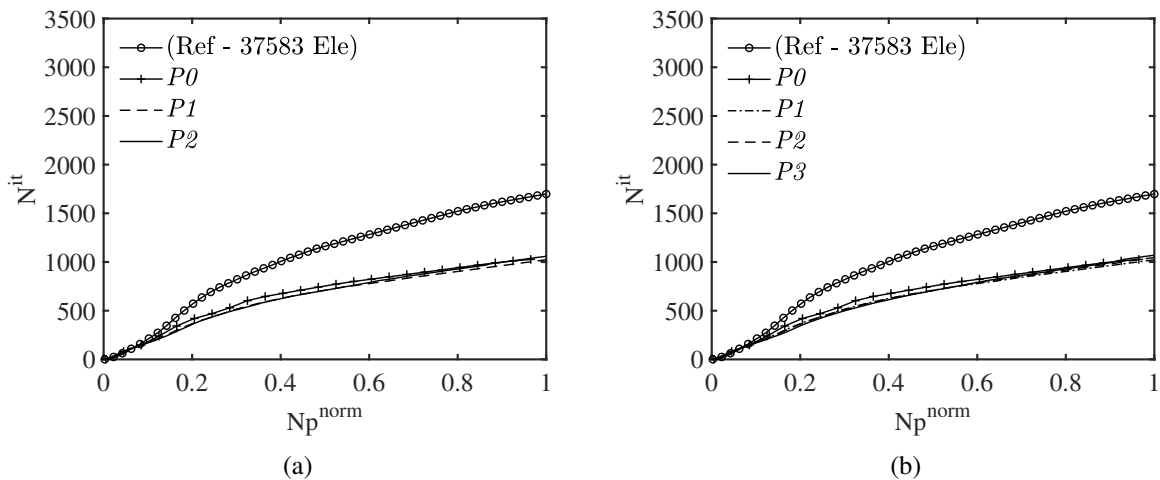 3500
3000
2500
2000
1500
1000
500
0
N^it
(Ref - 37583 Ele)
P0
P1
P2
0 0.2 0.4 0.6 0.8 1
Np^norm
(a)
3500
3000
2500
2000
1500
1000
500
0
N^it
(Ref - 37583 Ele)
P0
P1
P2
P3
0 0.2 0.4 0.6 0.8 1
Np^norm
(b)